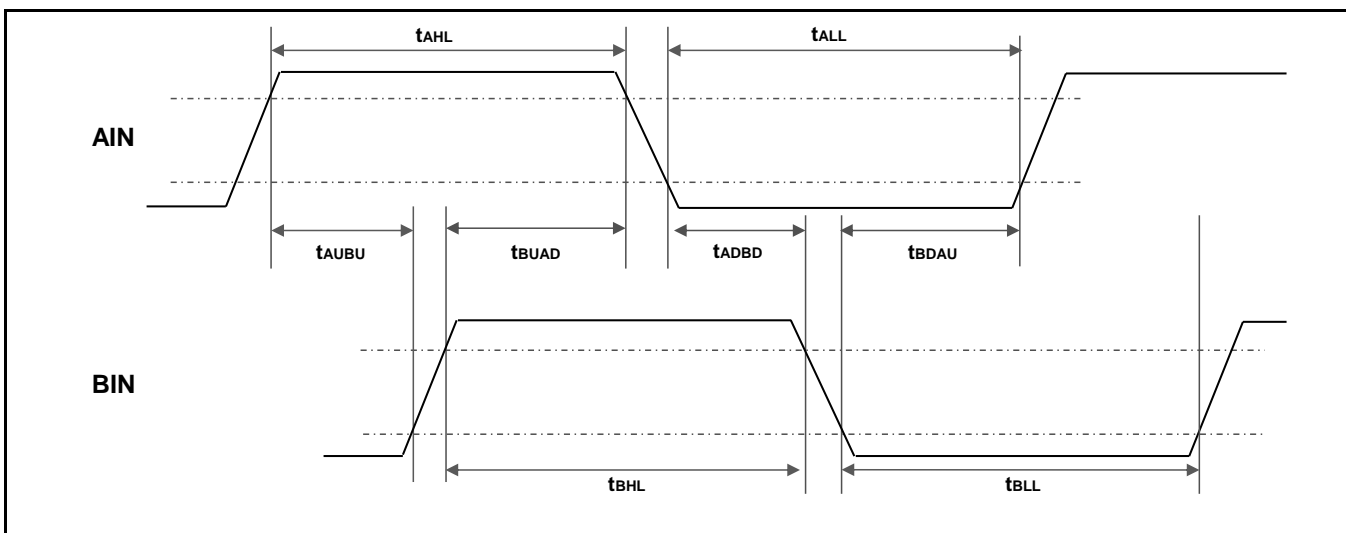 tAHL
tALL
AIN
tAUBU
tBUAD
tADBD
tBDAU
BIN
tBHL
tBLL